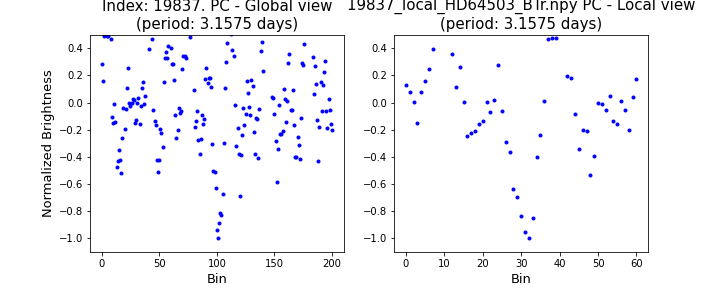 Index: 19837. PC - Global view
(period: 3.1575 days)
19837_local_HD64503_BTr.npy PC - Local view
(period: 3.1575 days)
Normalized Brightness
0.4
0.2
0.0
−0.2
−0.4
−0.6
−0.8
−1.0
0 50 100 150 200
Bin
0.4
0.2
0.0
−0.2
−0.4
−0.6
−0.8
−1.0
0 10 20 30 40 50 60
Bin